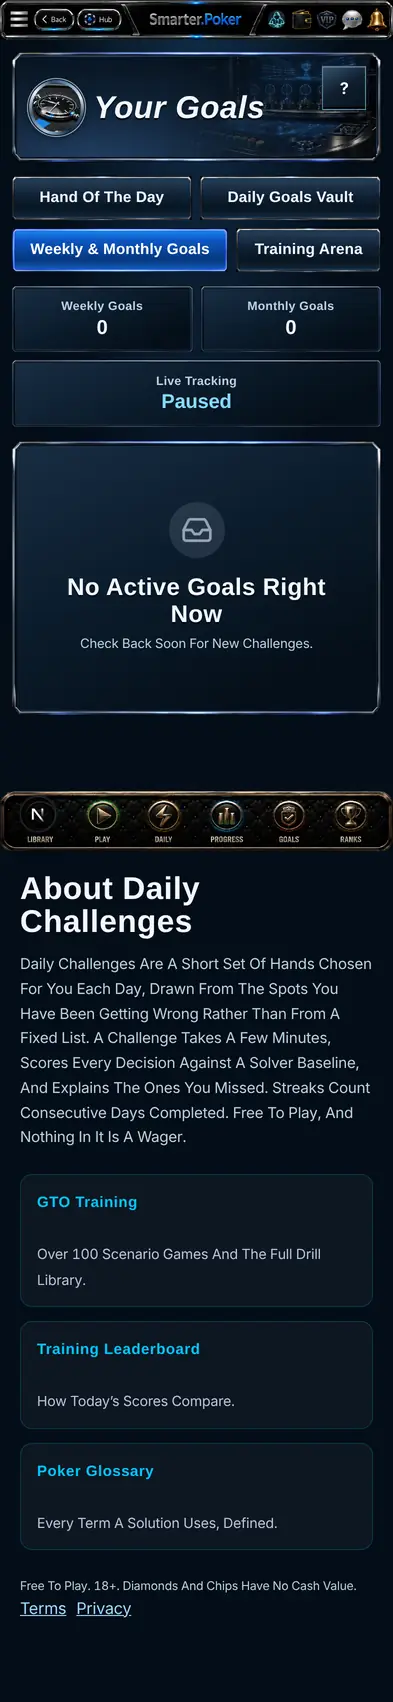 Back
Hub
Smarter.Poker
VIP
Your Goals
?
Hand Of The Day
Daily Goals Vault
Weekly & Monthly Goals
Training Arena
Weekly Goals
0
Monthly Goals
0
Live Tracking
Paused
No Active Goals Right
Now
Check Back Soon For New Challenges.
N
LIBRARY
PLAY
DAILY
PROGRESS
GOALS
RANKS
About Daily
Challenges
Daily Challenges Are A Short Set Of Hands Chosen
For You Each Day, Drawn From The Spots You
Have Been Getting Wrong Rather Than From A
Fixed List. A Challenge Takes A Few Minutes,
Scores Every Decision Against A Solver Baseline,
And Explains The Ones You Missed. Streaks Count
Consecutive Days Completed. Free To Play, And
Nothing In It Is A Wager.
GTO Training
Over 100 Scenario Games And The Full Drill
Library.
Training Leaderboard
How Today's Scores Compare.
Poker Glossary
Every Term A Solution Uses, Defined.
Free To Play. 18+. Diamonds And Chips Have No Cash Value.
Terms Privacy